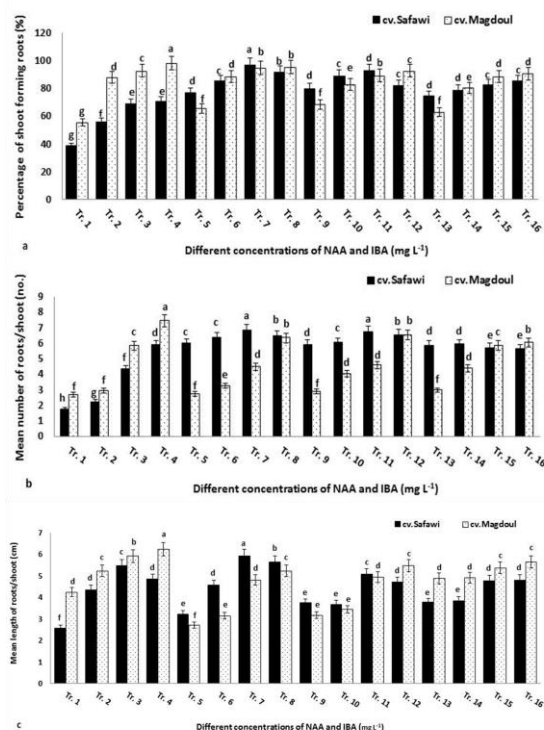 cv.Safawi cv.Magdoul
Percentage of shoot forming roots (%)
120
100
80
60
40
20
0
g g f d e c e a e f c d a b b b f d c e a b e c d f d e c d c b
Tr. 1 Tr. 2 Tr. 3 Tr. 4 Tr. 5 Tr. 6 Tr. 7 Tr. 8 Tr. 9 Tr. 10 Tr. 11 Tr. 12 Tr. 13 Tr. 14 Tr. 15 Tr. 16
a
Different concentrations of NAA and IBA (mg L-1)
cv.Safawi cv.Magdoul
Mean number of roots/shoot (no.)
9
8
7
6
5
4
3
2
1
0
h f g f f c d a c f c e a d b b d f c d a d b b d f d d e c e b
Tr. 1 Tr. 2 Tr. 3 Tr. 4 Tr. 5 Tr. 6 Tr. 7 Tr. 8 Tr. 9 Tr. 10 Tr. 11 Tr. 12 Tr. 13 Tr. 14 Tr. 15 Tr. 16
b
Different concentrations of NAA and IBA (mg L-1)
cv.Safawi cv.Magdoul
Mean length of roots/shoot (cm)
7
6
5
4
3
2
1
0
f d d d c b d a e f e e a d b c e e e e c d d c e d e d d c d b
Tr. 1 Tr. 2 Tr. 3 Tr. 4 Tr. 5 Tr. 6 Tr. 7 Tr. 8 Tr. 9 Tr. 10 Tr. 11 Tr. 12 Tr. 13 Tr. 14 Tr. 15 Tr. 16
c
Different concentrations of NAA and IBA (mg L-1)